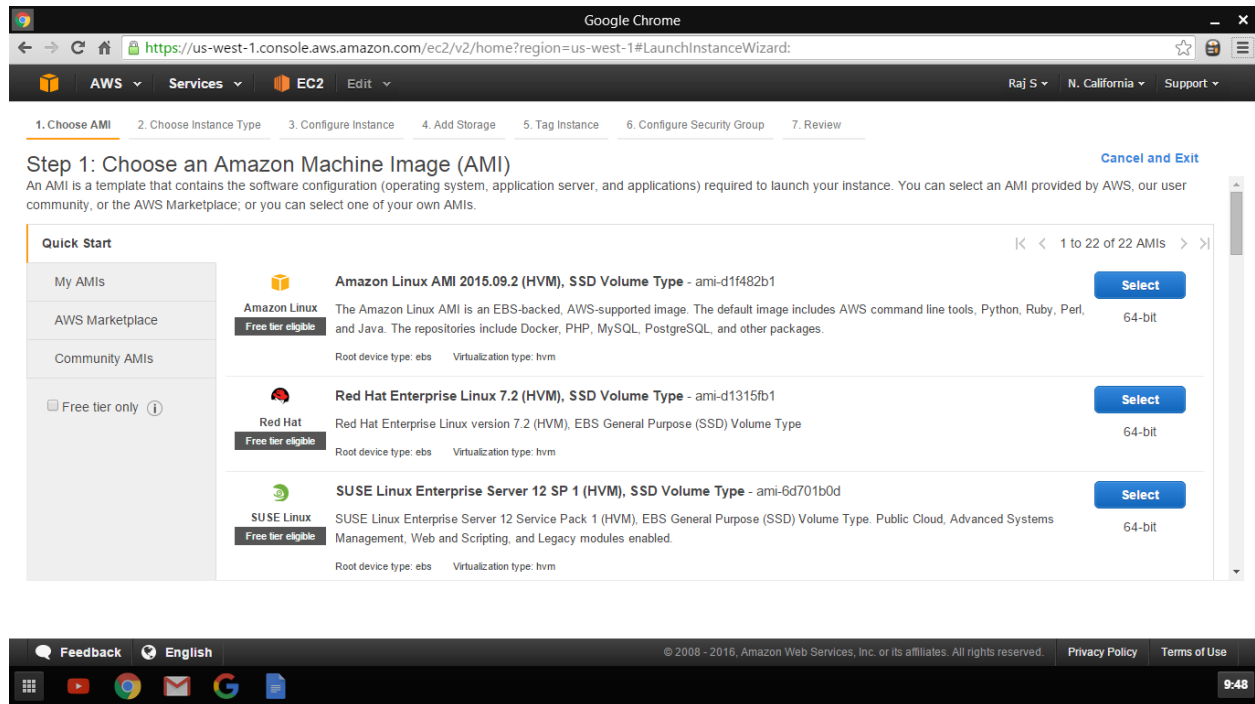 Google Chrome
https://us-west-1.console.aws.amazon.com/ec2/v2/home?region=us-west-1#LaunchInstanceWizard:
AWS Services EC2 Edit Raj S N. California Support
1. Choose AMI 2. Choose Instance Type 3. Configure Instance 4. Add Storage 5. Tag Instance 6. Configure Security Group 7. Review
Step 1: Choose an Amazon Machine Image (AMI)
Cancel and Exit
An AMI is a template that contains the software configuration (operating system, application server, and applications) required to launch your instance. You can select an AMI provided by AWS, our user
community, or the AWS Marketplace; or you can select one of your own AMIs.
Quick Start
1 to 22 of 22 AMIs
My AMIs
AWS Marketplace
Community AMIs
Free tier only
Amazon Linux
Free tier eligible
Amazon Linux AMI 2015.09.2 (HVM), SSD Volume Type - ami-d1f482b1
The Amazon Linux AMI is an EBS-backed, AWS-supported image. The default image includes AWS command line tools, Python, Ruby, Perl,
and Java. The repositories include Docker, PHP, MySQL, PostgreSQL, and other packages.
Root device type: ebs Virtualization type: hvm
Select
64-bit
Red Hat
Free tier eligible
Red Hat Enterprise Linux 7.2 (HVM), SSD Volume Type - ami-d1315fb1
Red Hat Enterprise Linux version 7.2 (HVM), EBS General Purpose (SSD) Volume Type
Root device type: ebs Virtualization type: hvm
Select
64-bit
SUSE Linux
Free tier eligible
SUSE Linux Enterprise Server 12 SP 1 (HVM), SSD Volume Type - ami-6d701b0d
SUSE Linux Enterprise Server 12 Service Pack 1 (HVM), EBS General Purpose (SSD) Volume Type. Public Cloud, Advanced Systems
Management, Web and Scripting, and Legacy modules enabled.
Root device type: ebs Virtualization type: hvm
Select
64-bit
Feedback English © 2008 - 2016, Amazon Web Services, Inc. or its affiliates. All rights reserved. Privacy Policy Terms of Use
9:48